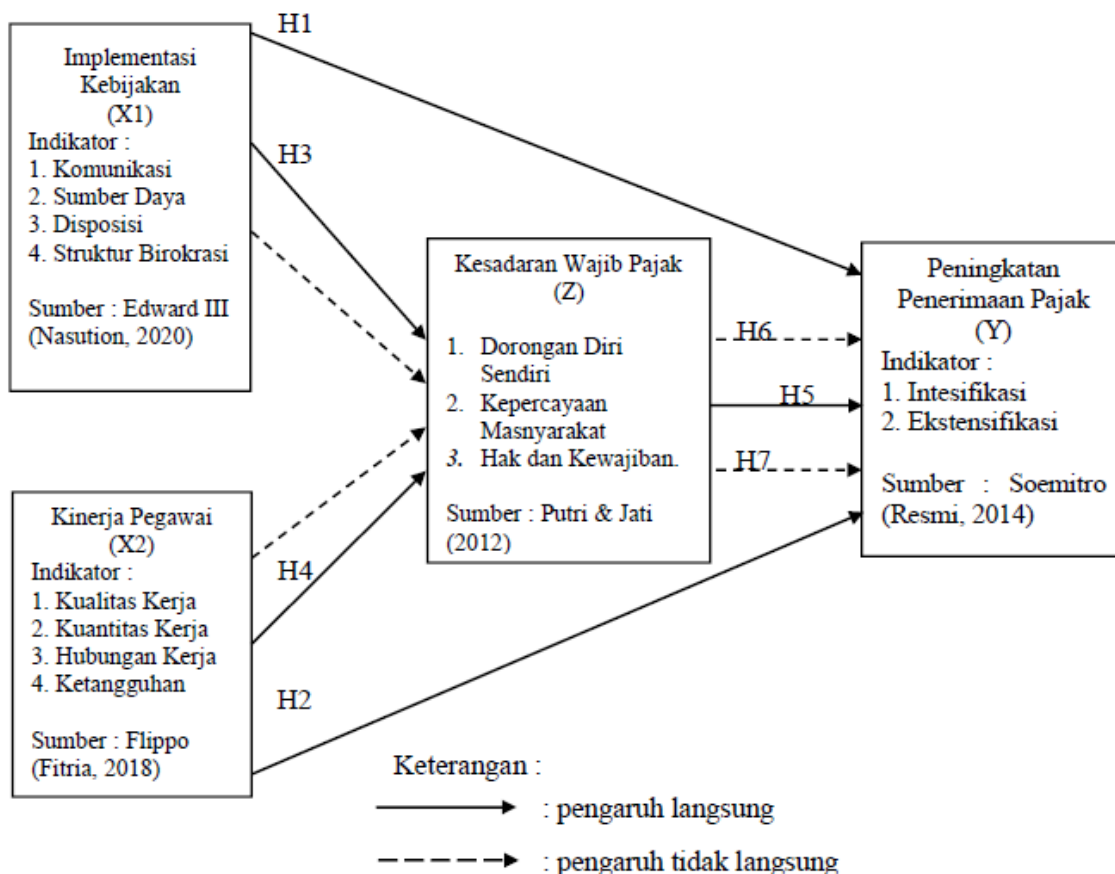 H1
Implementasi
Kebijakan
(X1)
Indikator :
1. Komunikasi
2. Sumber Daya
3. Disposisi
4. Struktur Birokrasi
Sumber : Edward III
(Nasution, 2020)
H3
Kesadaran Wajib Pajak
(Z)
1. Dorongan Diri
Sendiri
2. Kepercayaan
Masnyarakat
3. Hak dan Kewajiban.
Sumber : Putri & Jati
(2012)
H6
H5
H7
Peningkatan
Penerimaan Pajak
(Y)
Indikator :
1. Intesifikasi
2. Ekstensifikasi
Sumber : Soemitro
(Resmi, 2014)
Kinerja Pegawai
(X2)
Indikator :
1. Kualitas Kerja
2. Kuantitas Kerja
3. Hubungan Kerja
4. Ketangguhan
Sumber : Flippo
(Fitria, 2018)
H4
H2
Keterangan :
: pengaruh langsung
: pengaruh tidak langsung